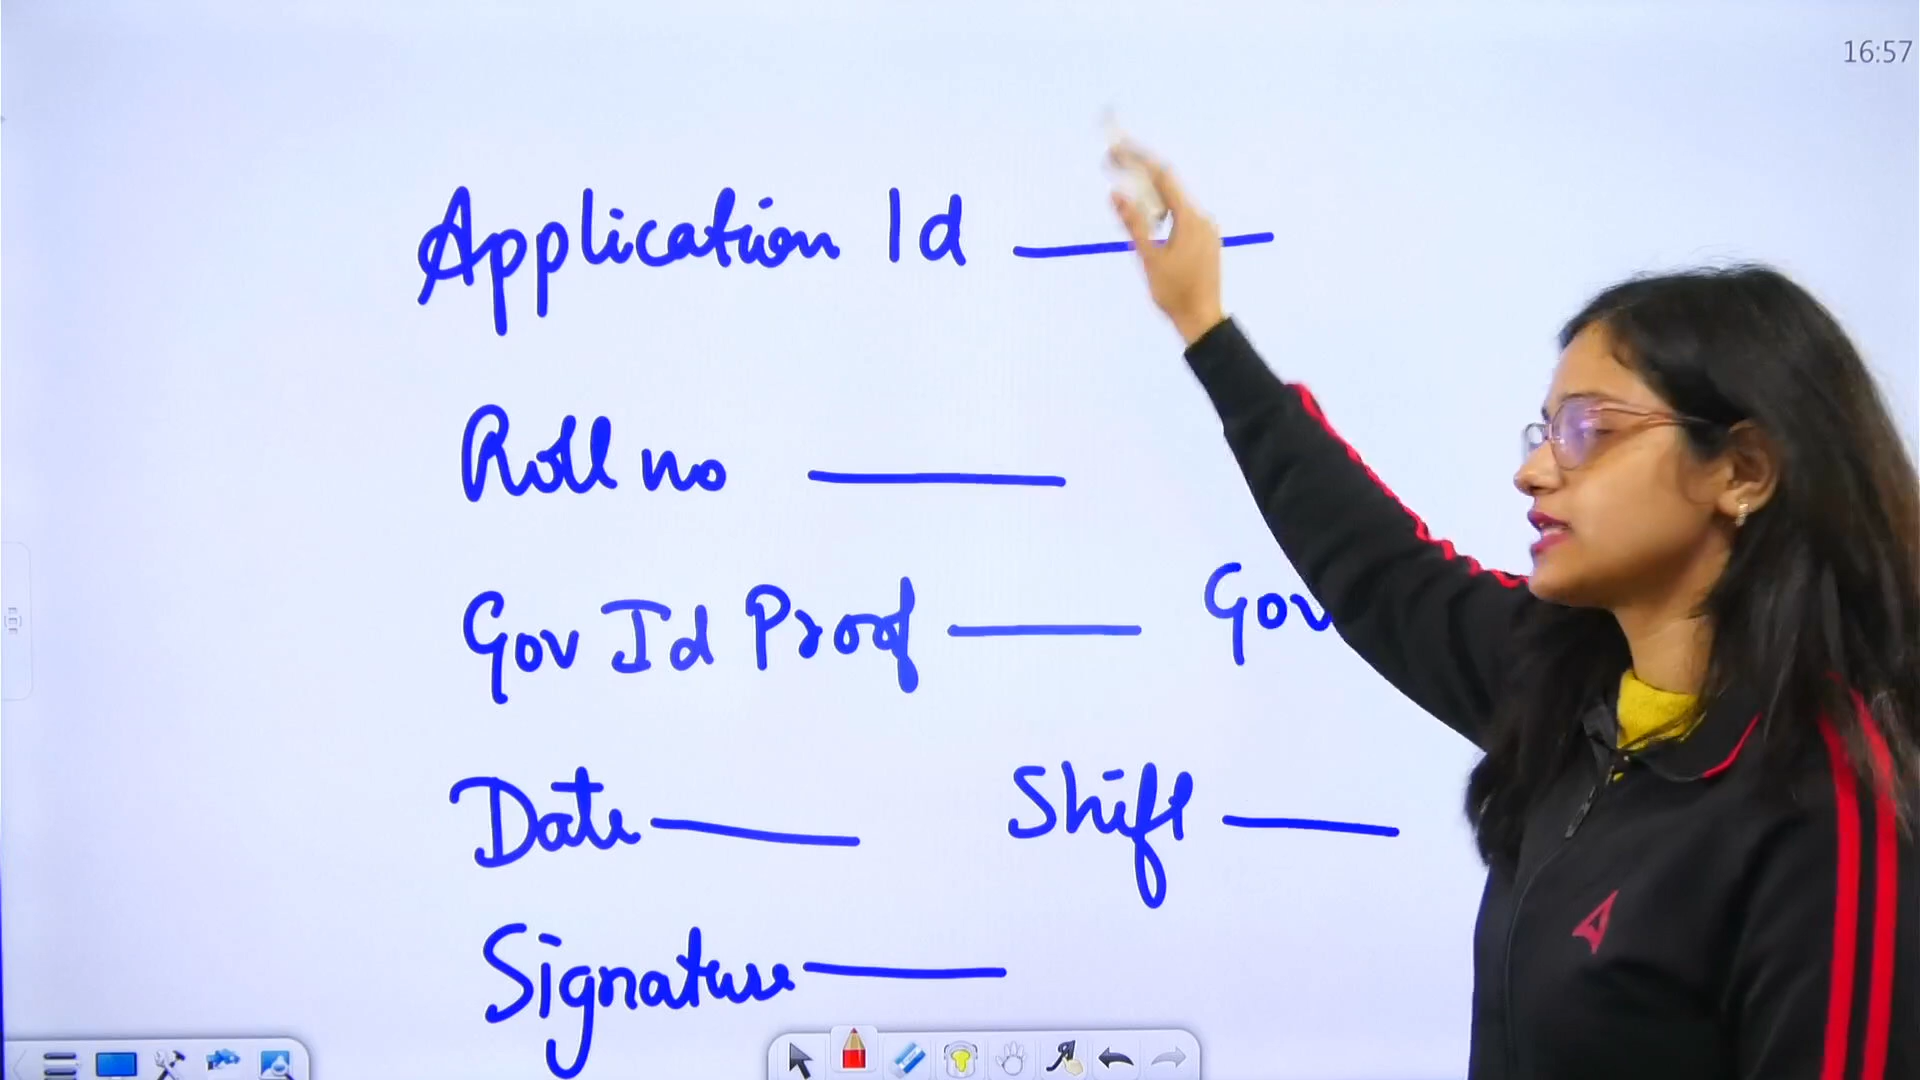 16:57
Application Id
Roll no
Gov Id Proof Gov
Date Shift
Signature